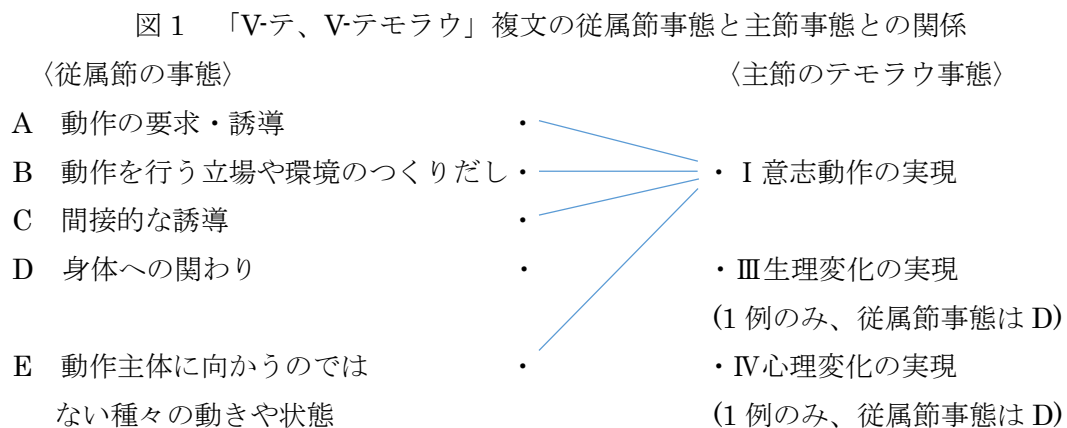 図1 「V-テ、V-テモラウ」複文の従属節事態と主節事態との関係
〈従属節の事態〉 〈主節のテモラウ事態〉
A 動作の要求・誘導 ・
B 動作を行う立場や環境のつくりだし・ ・Ⅰ意志動作の実現
C 間接的な誘導 ・
D 身体への関わり ・ ・Ⅲ生理変化の実現
(1例のみ、従属節事態はD)
E 動作主体に向かうのでは ・ ・Ⅳ心理変化の実現
ない種々の動きや状態 (1例のみ、従属節事態はD)